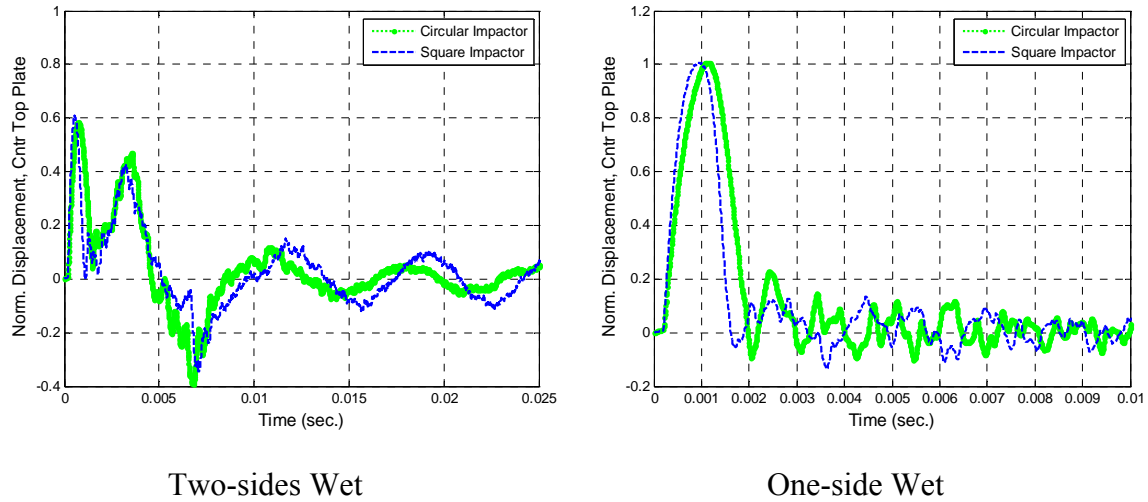 1
0.8
0.6
0.4
0.2
0
-0.2
-0.4
Norm. Displacement, Cntr Top Plate
Circular Impactor
Square Impactor
0 0.005 0.01 0.015 0.02 0.025
Time (sec.)
Two-sides Wet
1.2
1
0.8
0.6
0.4
0.2
0
-0.2
Norm. Displacement, Cntr Top Plate
Circular Impactor
Square Impactor
0 0.001 0.002 0.003 0.004 0.005 0.006 0.007 0.008 0.009 0.01
Time (sec.)
One-side Wet